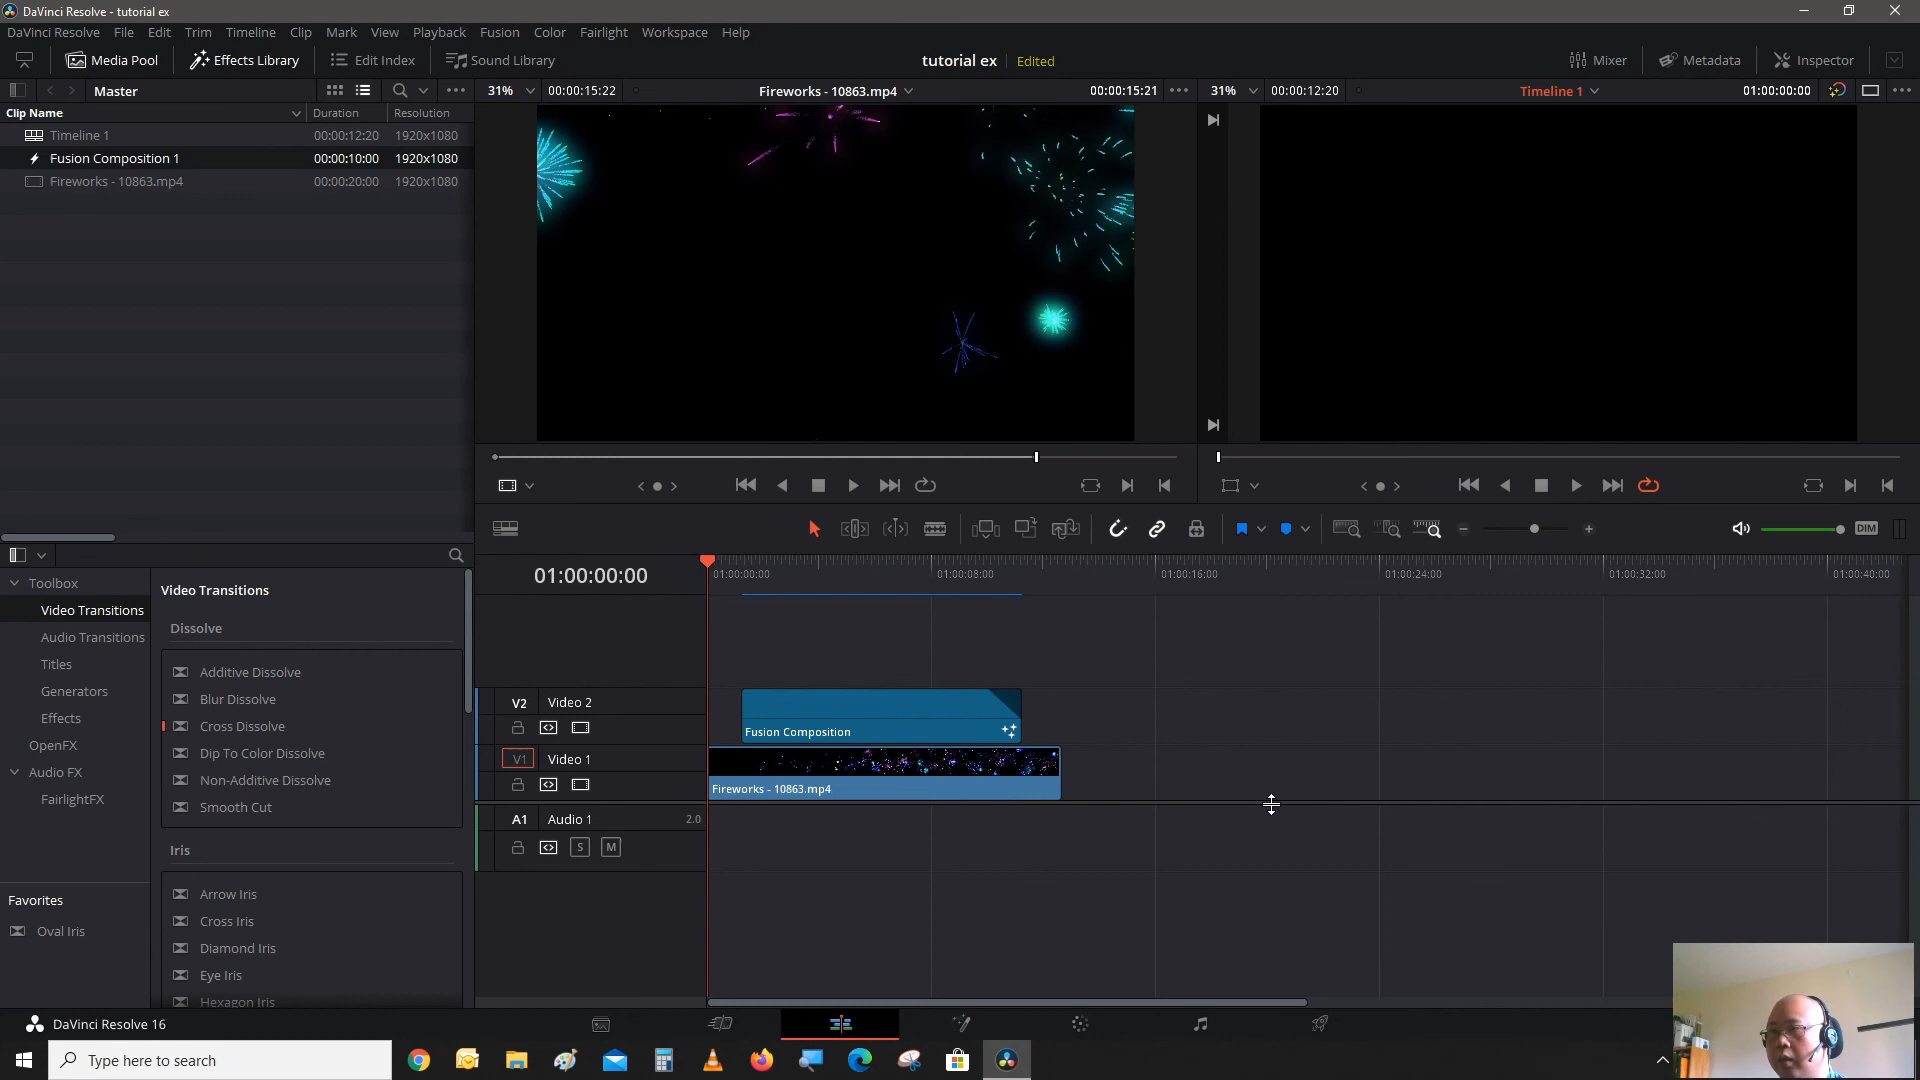 DaVinci Resolve - tutorial ex
DaVinci Resolve File Edit Trim Timeline Clip Mark View Playback Fusion Color Fairlight Workspace Help
Media Pool Effects Library Edit Index Sound Library tutorial ex Edited Mixer Metadata Inspector
Master 31% 00:00:15:22 Fireworks - 10863.mp4 00:00:15:21 31% 00:00:12:20 Timeline 1 01:00:00:00
Clip Name Duration Resolution
Timeline 1 00:00:12:20 1920x1080
Fusion Composition 1 00:00:10:00 1920x1080
Fireworks - 10863.mp4 00:00:20:00 1920x1080
DIM
Toolbox
Video Transitions
Audio Transitions
Titles
Generators
Effects
OpenFX
Audio FX
FairlightFX
Favorites
Oval Iris
Video Transitions
Dissolve
Additive Dissolve
Blur Dissolve
Cross Dissolve
Dip To Color Dissolve
Non-Additive Dissolve
Smooth Cut
Iris
Arrow Iris
Cross Iris
Diamond Iris
Eye Iris
Hexagon Iris
01:00:00:00 01:00:00:00 01:00:08:00 01:00:16:00 01:00:24:00 01:00:32:00 01:00:40:00
V2 Video 2
Fusion Composition
V1 Video 1
Fireworks - 10863.mp4
A1 Audio 1 2.0
S M
DaVinci Resolve 16
Type here to search